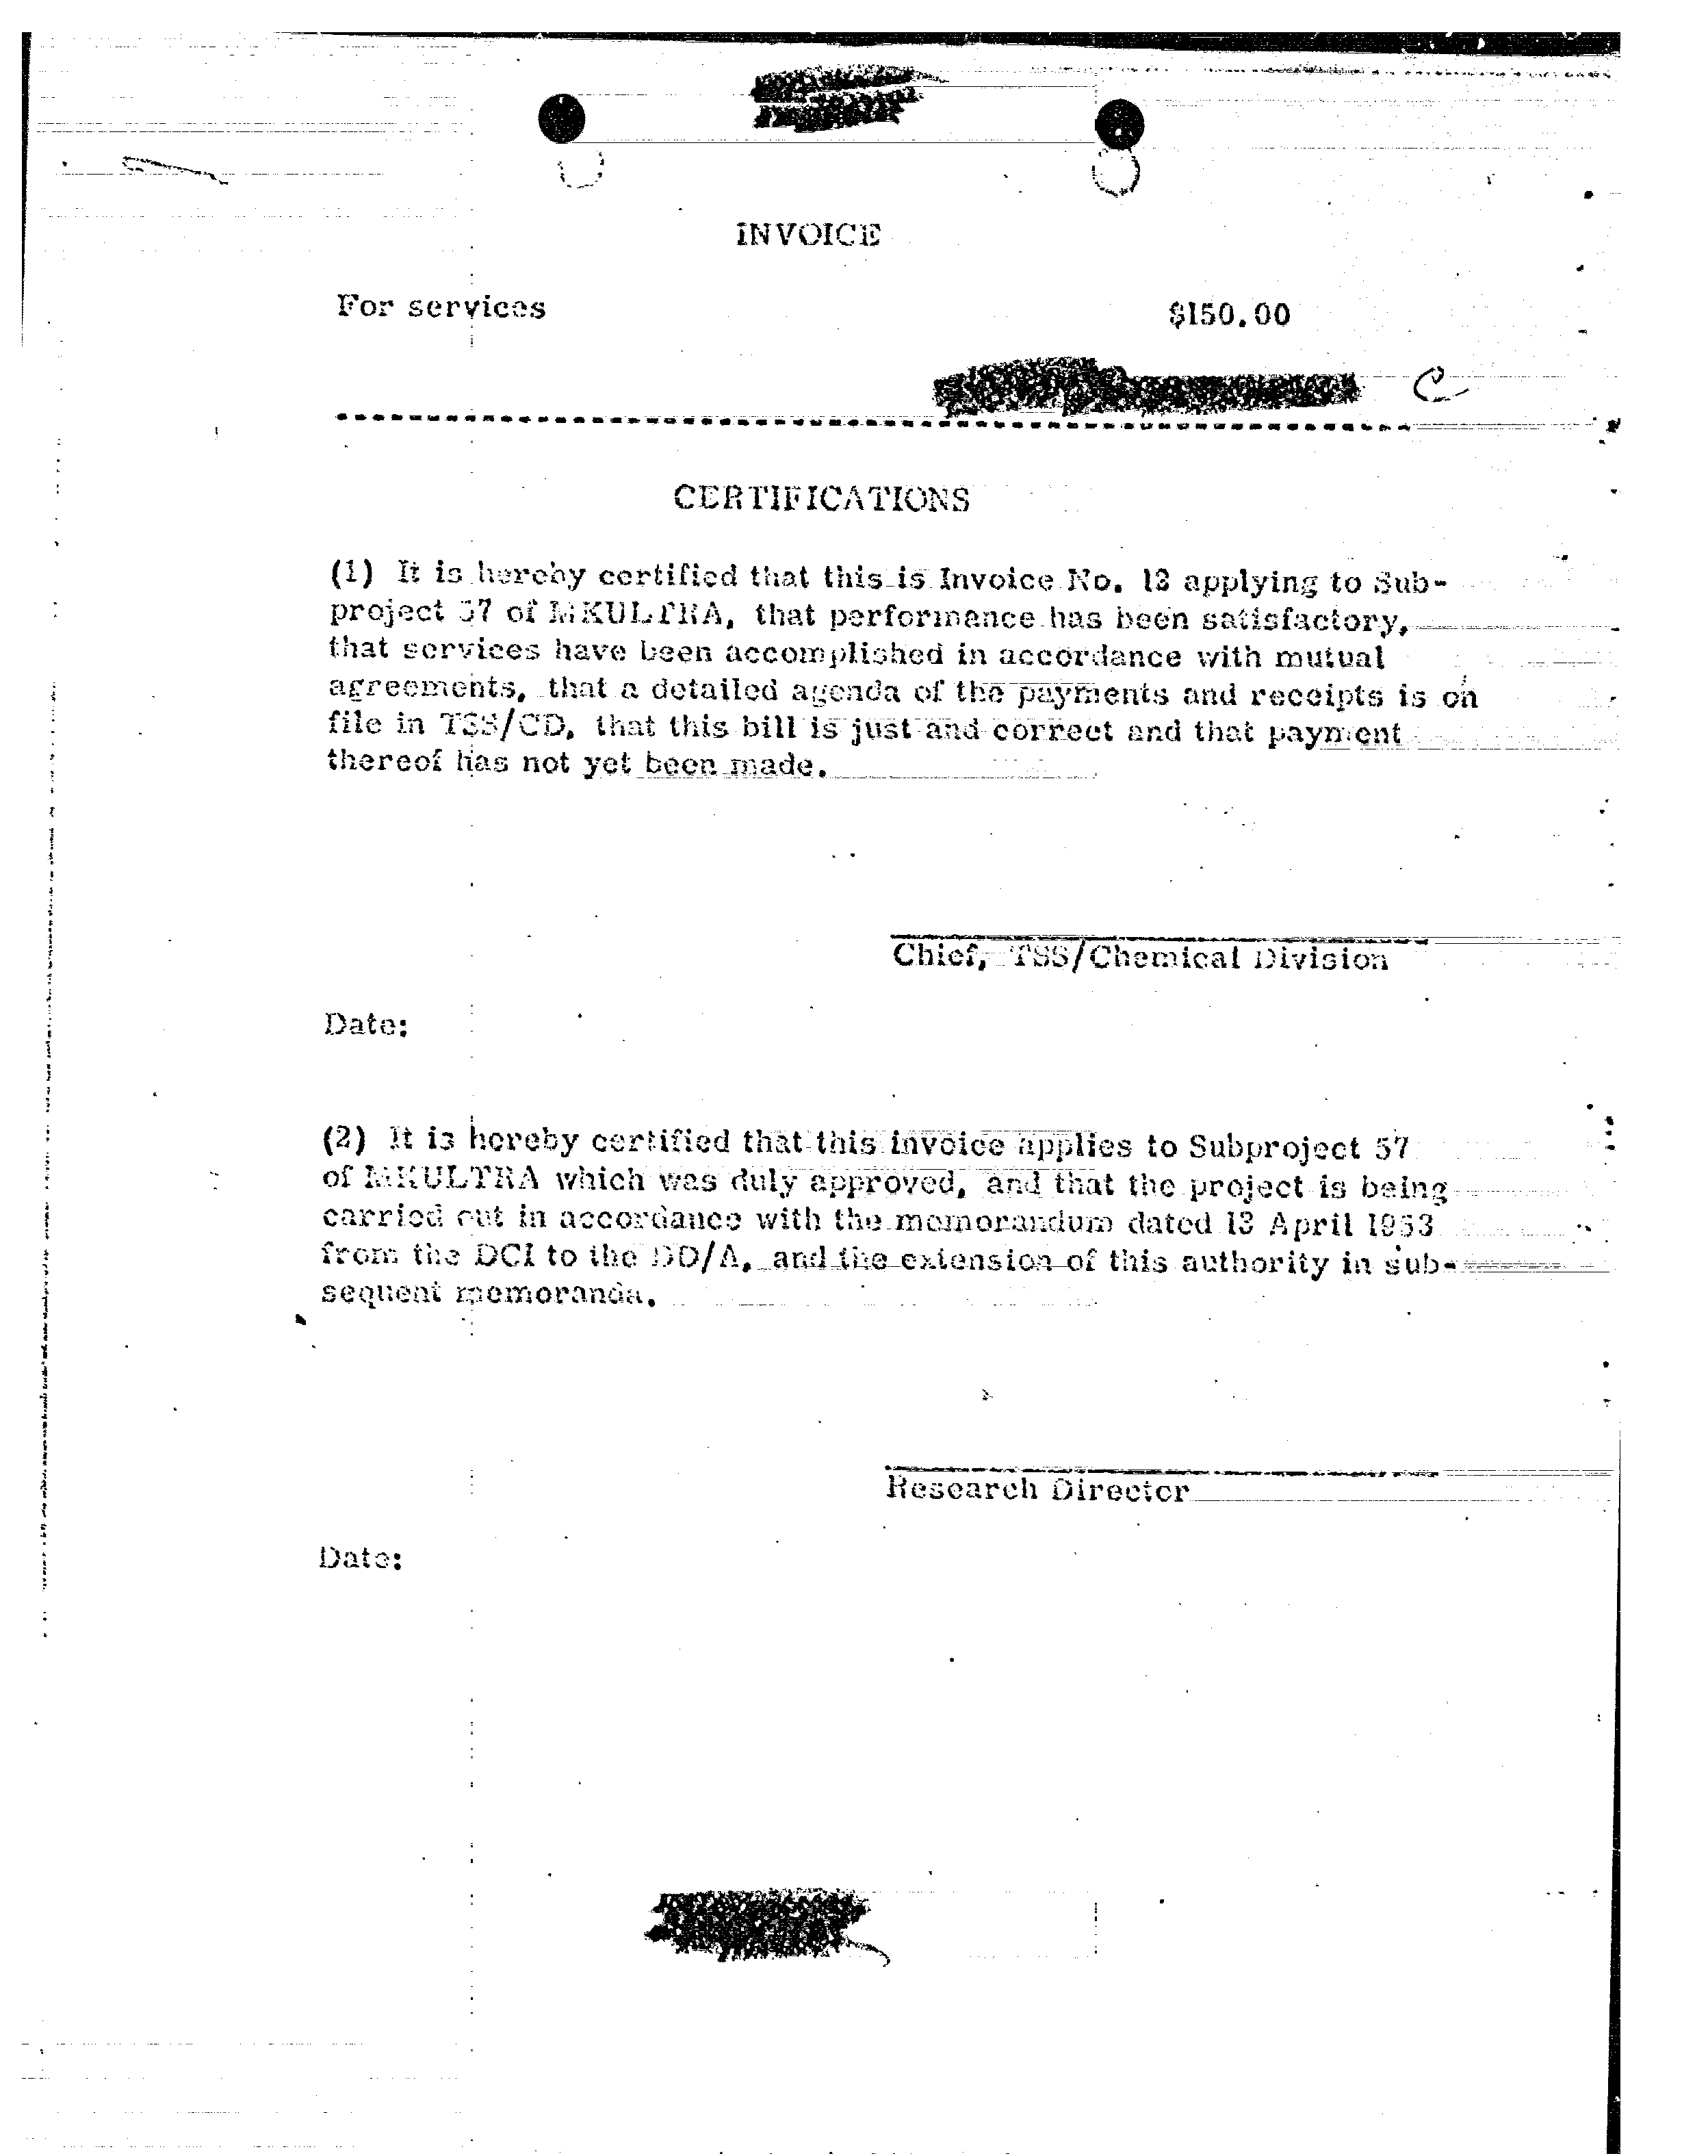 INVOICE
For services $150.00
C
CERTIFICATIONS
(1) It is hereby certified that this is Invoice No. 13 applying to Sub-
project 57 of MKULTRA, that performance has been satisfactory,
that services have been accomplished in accordance with mutual
agreements, that a detailed agenda of the payments and receipts is on
file in TSS/CD, that this bill is just and correct and that payment
thereof has not yet been made.
Chief, TSS/Chemical Division
Date:
(2) It is hereby certified that this invoice applies to Subproject 57
of MKULTRA which was duly approved, and that the project is being
carried out in accordance with the memorandum dated 13 April 1953
from the DCI to the DD/A, and the extension of this authority in sub-
sequent memoranda.
Research Director
Date: